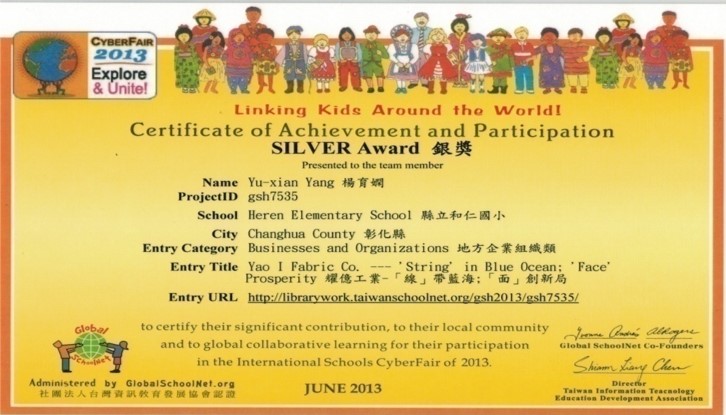 CYBERFAIR
2013
Explore
& Unite!
Linking Kids Around the World!
Certificate of Achievement and Participation
SILVER Award 銀獎
Presented to the team member
Name Yu-xian Yang 楊育嫻
ProjectID gsh7535
School Heren Elementary School 縣立和仁國小
City Changhua County 彰化縣
Entry Category Businesses and Organizations 地方企業組織類
Entry Title Yao I Fabric Co. --- 'String' in Blue Ocean; 'Face'
Prosperity 耀億工業-「線」帶藍海;「面」創新局
Entry URL http://librarywork.taiwanschoolnet.org/gsh2013/gsh7535/
to certify their significant contribution, to their local community
and to global collaborative learning for their participation
in the International Schools CyberFair of 2013.
Global
SchoolNet
Administered by GlobalSchoolNet.org
社團法人台灣資訊教育發展協會認證
JUNE 2013
Global SchoolNet Co-Founders
Director
Taiwan Information Teacnology
Education Development Association